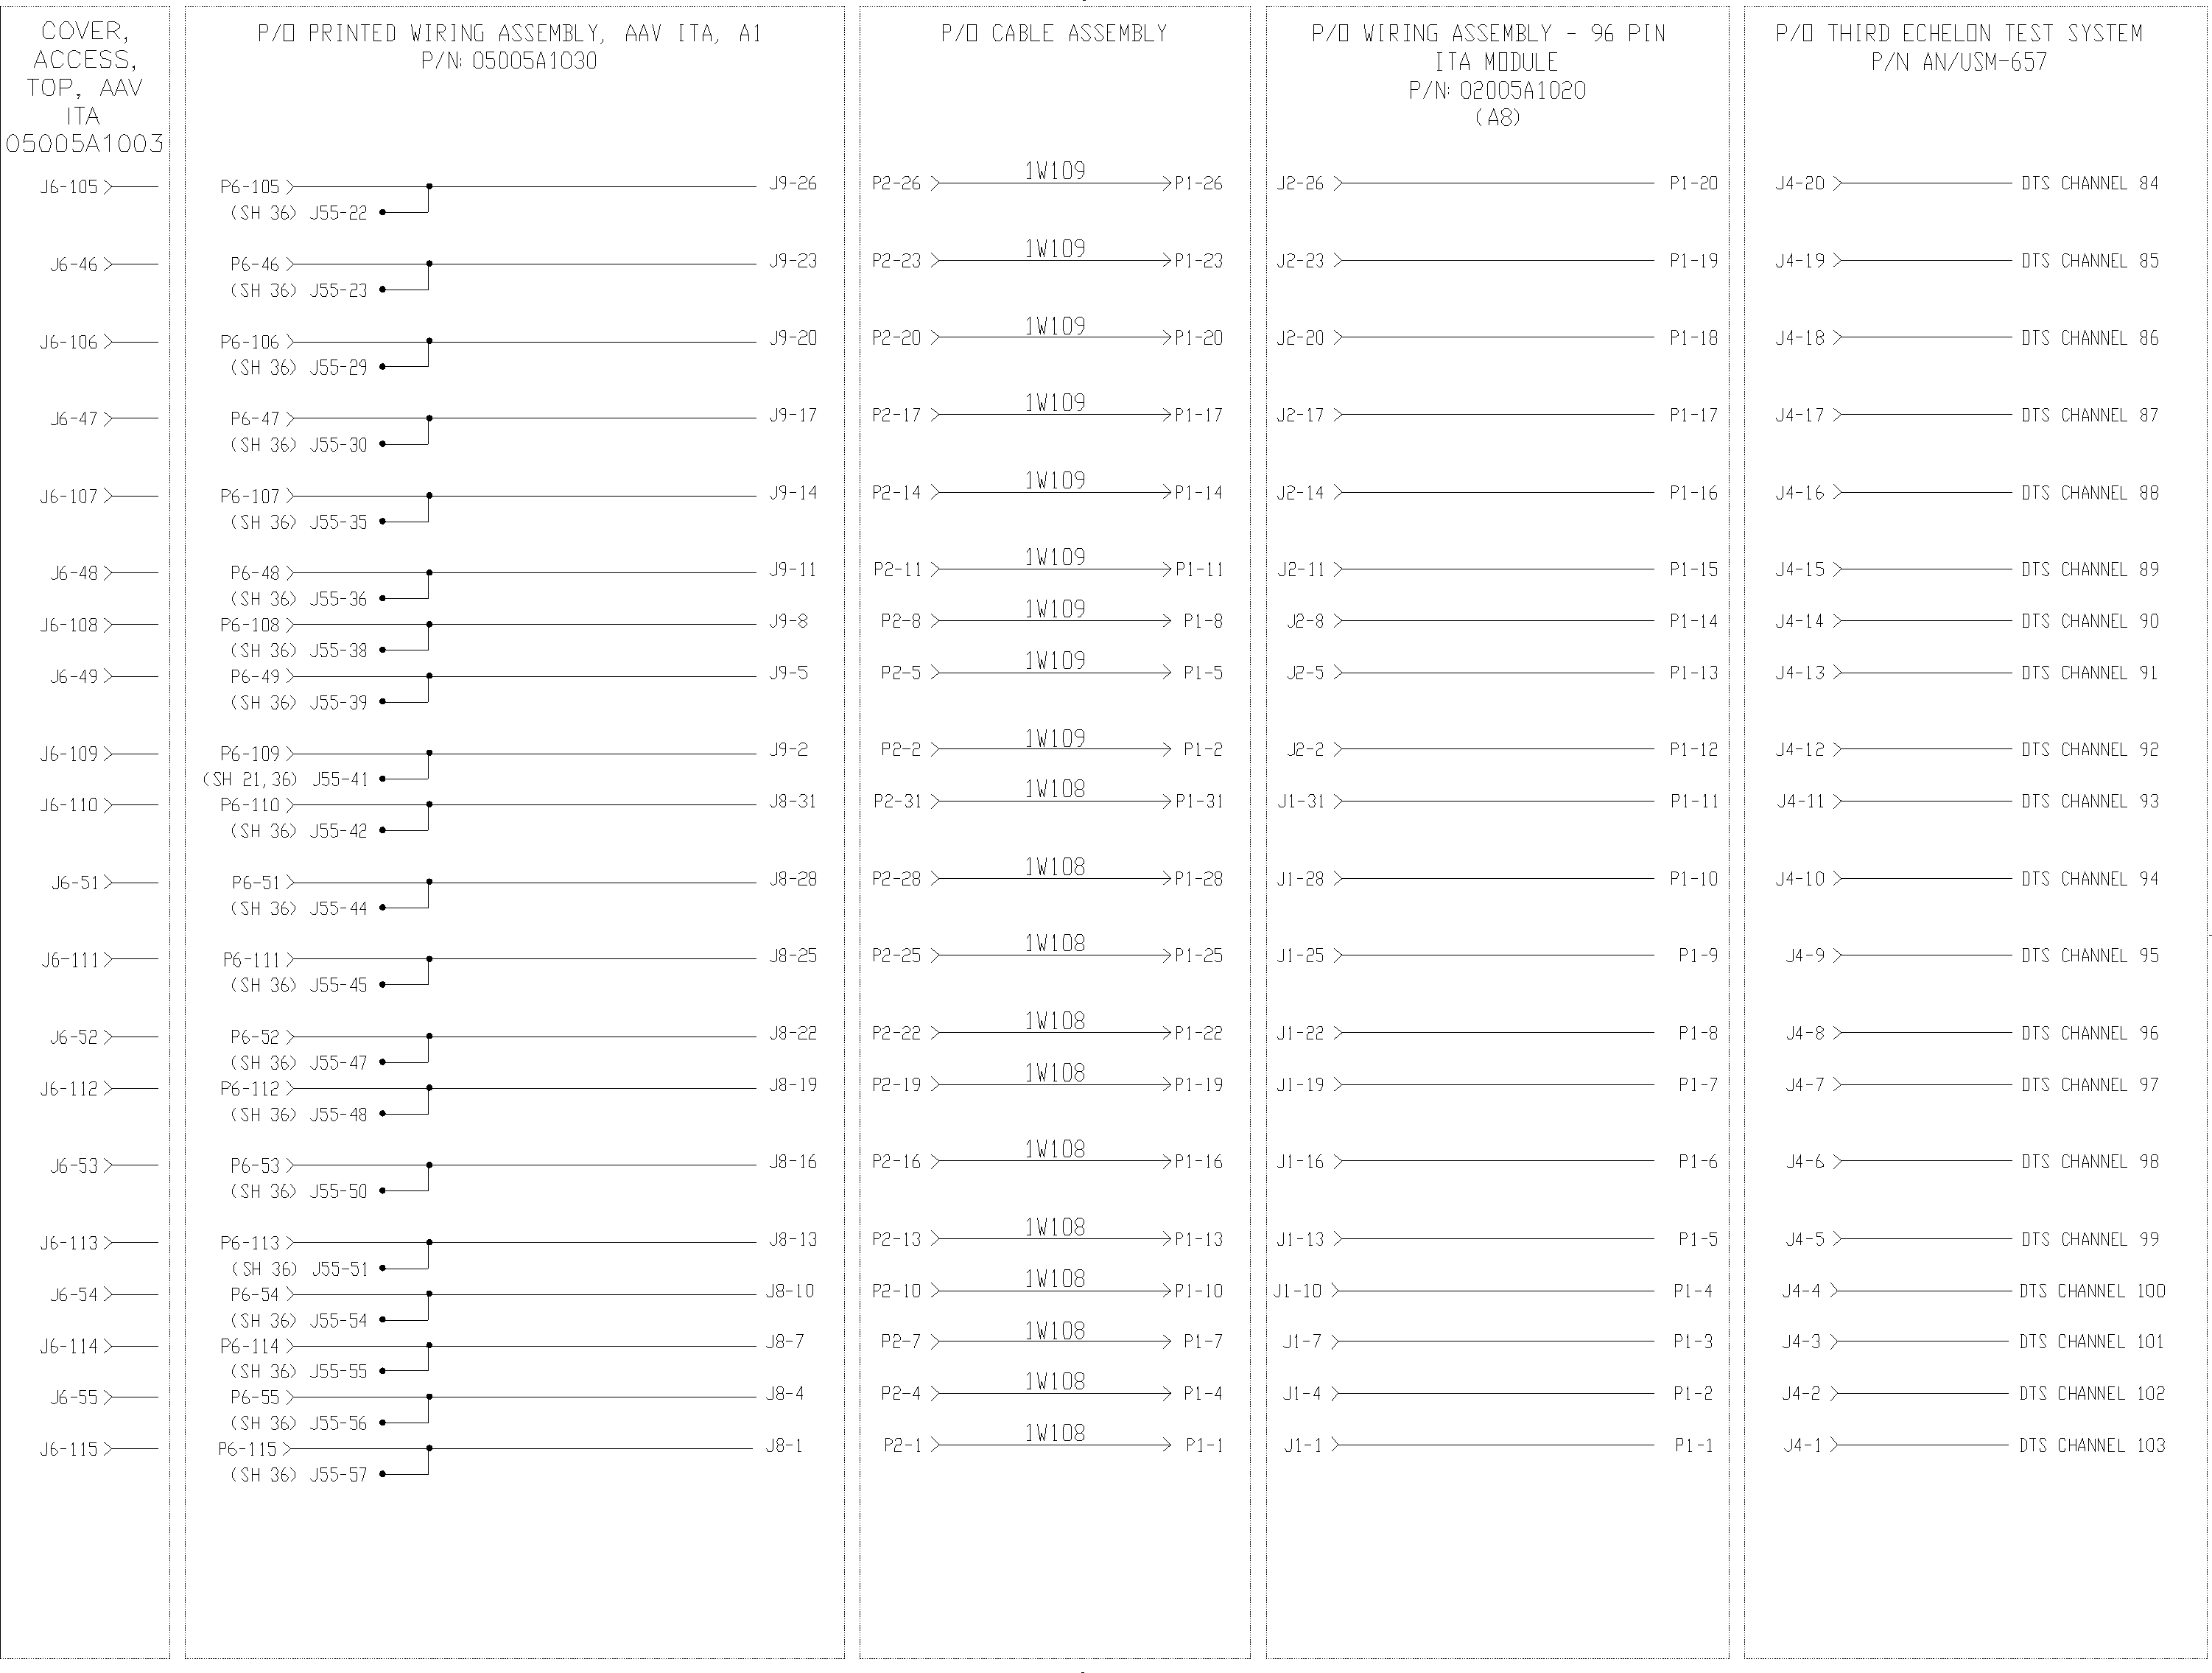 COVER,
ACCESS,
TOP, AAV
ITA
05005A1003
P/O PRINTED WIRING ASSEMBLY, AAV ITA, A1
P/N: 05005A1030
P/O CABLE ASSEMBLY
P/O WIRING ASSEMBLY - 96 PIN
ITA MODULE
P/N: 02005A1020
(A8)
P/O THIRD ECHELON TEST SYSTEM
P/N AN/USM-657
J6-105 P6-105 J9-26 P2-26 1W109 P1-26 J2-26 P1-20 J4-20 DTS CHANNEL 84
(SH 36) J55-22
J6-46 P6-46 J9-23 P2-23 1W109 P1-23 J2-23 P1-19 J4-19 DTS CHANNEL 85
(SH 36) J55-23
J6-106 P6-106 J9-20 P2-20 1W109 P1-20 J2-20 P1-18 J4-18 DTS CHANNEL 86
(SH 36) J55-29
J6-47 P6-47 J9-17 P2-17 1W109 P1-17 J2-17 P1-17 J4-17 DTS CHANNEL 87
(SH 36) J55-30
J6-107 P6-107 J9-14 P2-14 1W109 P1-14 J2-14 P1-16 J4-16 DTS CHANNEL 88
(SH 36) J55-35
J6-48 P6-48 J9-11 P2-11 1W109 P1-11 J2-11 P1-15 J4-15 DTS CHANNEL 89
(SH 36) J55-36
J6-108 P6-108 J9-8 P2-8 1W109 P1-8 J2-8 P1-14 J4-14 DTS CHANNEL 90
(SH 36) J55-38
J6-49 P6-49 J9-5 P2-5 1W109 P1-5 J2-5 P1-13 J4-13 DTS CHANNEL 91
(SH 36) J55-39
J6-109 P6-109 J9-2 P2-2 1W109 P1-2 J2-2 P1-12 J4-12 DTS CHANNEL 92
(SH 21,36) J55-41
J6-110 P6-110 J8-31 P2-31 1W108 P1-31 J1-31 P1-11 J4-11 DTS CHANNEL 93
(SH 36) J55-42
J6-51 P6-51 J8-28 P2-28 1W108 P1-28 J1-28 P1-10 J4-10 DTS CHANNEL 94
(SH 36) J55-44
J6-111 P6-111 J8-25 P2-25 1W108 P1-25 J1-25 P1-9 J4-9 DTS CHANNEL 95
(SH 36) J55-45
J6-52 P6-52 J8-22 P2-22 1W108 P1-22 J1-22 P1-8 J4-8 DTS CHANNEL 96
(SH 36) J55-47
J6-112 P6-112 J8-19 P2-19 1W108 P1-19 J1-19 P1-7 J4-7 DTS CHANNEL 97
(SH 36) J55-48
J6-53 P6-53 J8-16 P2-16 1W108 P1-16 J1-16 P1-6 J4-6 DTS CHANNEL 98
(SH 36) J55-50
J6-113 P6-113 J8-13 P2-13 1W108 P1-13 J1-13 P1-5 J4-5 DTS CHANNEL 99
(SH 36) J55-51
J6-54 P6-54 J8-10 P2-10 1W108 P1-10 J1-10 P1-4 J4-4 DTS CHANNEL 100
(SH 36) J55-54
J6-114 P6-114 J8-7 P2-7 1W108 P1-7 J1-7 P1-3 J4-3 DTS CHANNEL 101
(SH 36) J55-55
J6-55 P6-55 J8-4 P2-4 1W108 P1-4 J1-4 P1-2 J4-2 DTS CHANNEL 102
(SH 36) J55-56
J6-115 P6-115 J8-1 P2-1 1W108 P1-1 J1-1 P1-1 J4-1 DTS CHANNEL 103
(SH 36) J55-57